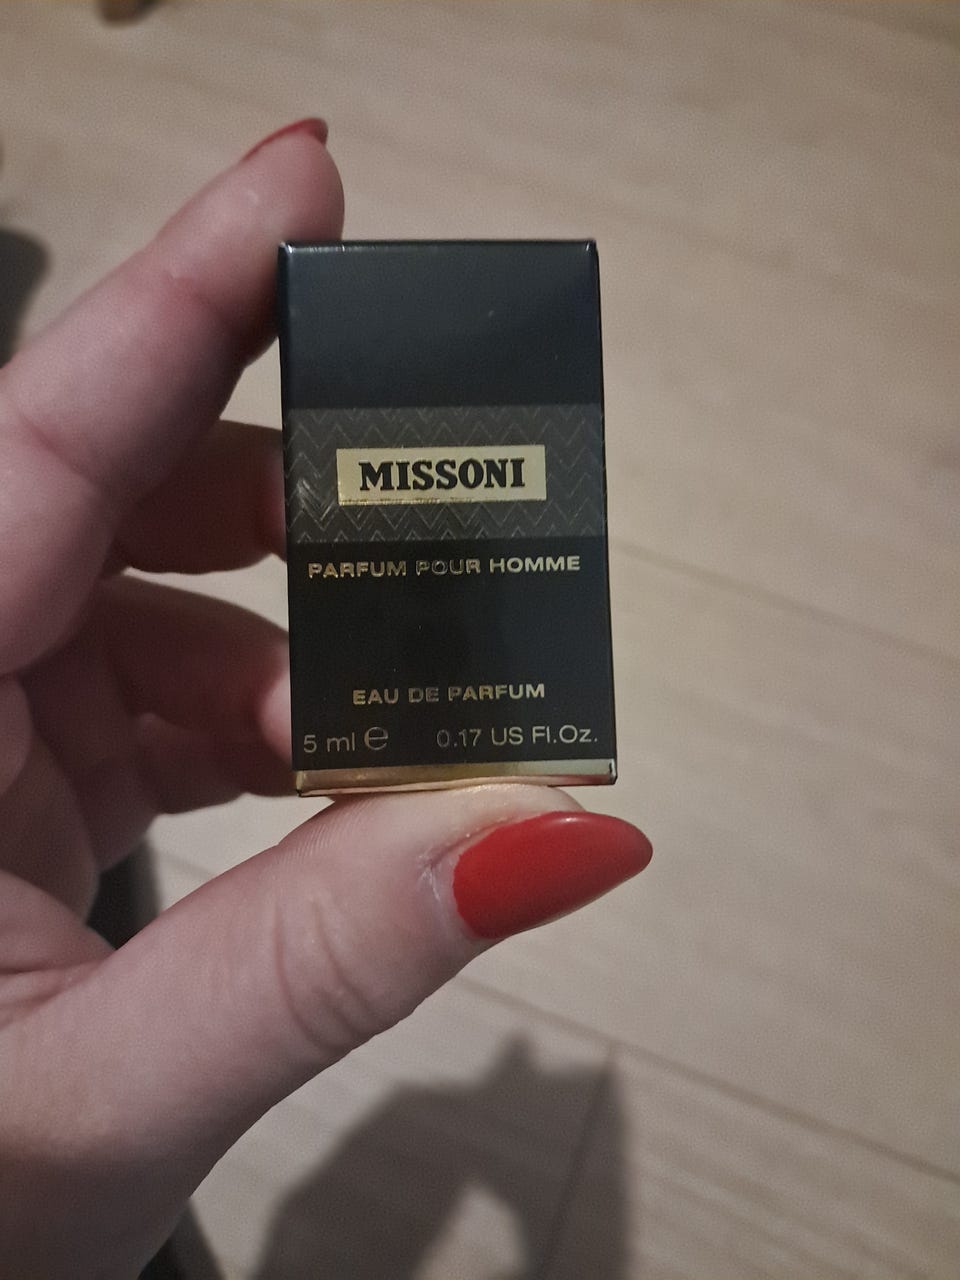 MISSONI
PARFUM POUR HOMME
EAU DE PARFUM
5 ml ℮ 0.17 US Fl.Oz.